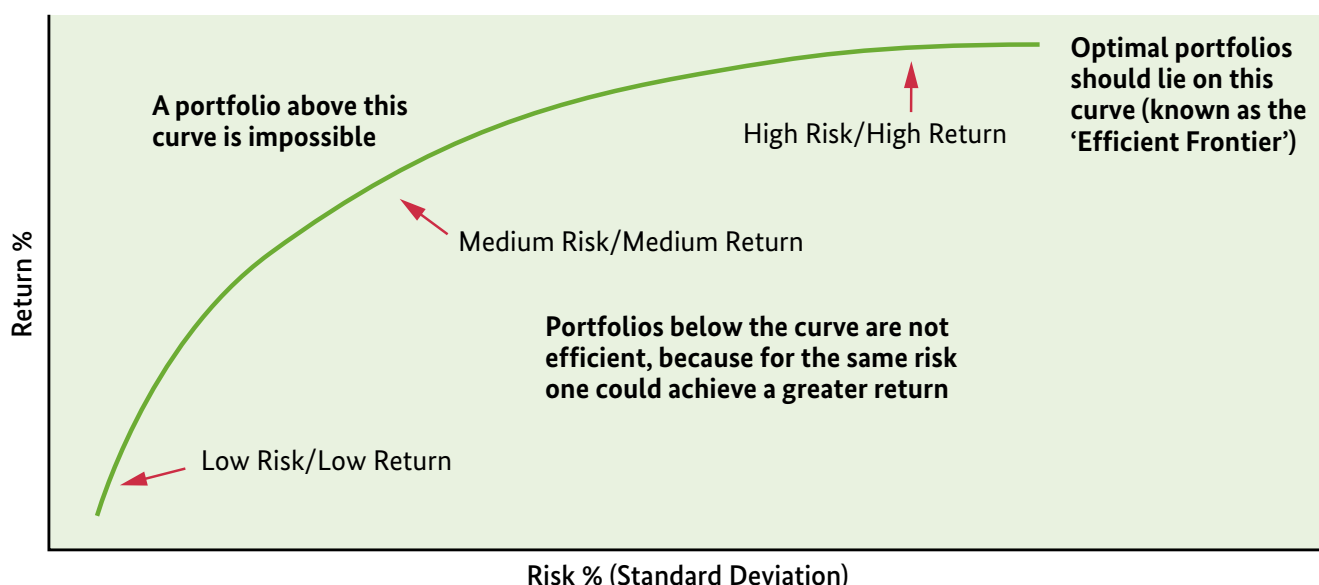 Optimal portfolios
should lie on this
curve (known as the
‘Efficient Frontier’)
A portfolio above this
curve is impossible
High Risk/High Return
Medium Risk/Medium Return
Return %
Portfolios below the curve are not
efficient, because for the same risk
one could achieve a greater return
Low Risk/Low Return
Risk % (Standard Deviation)